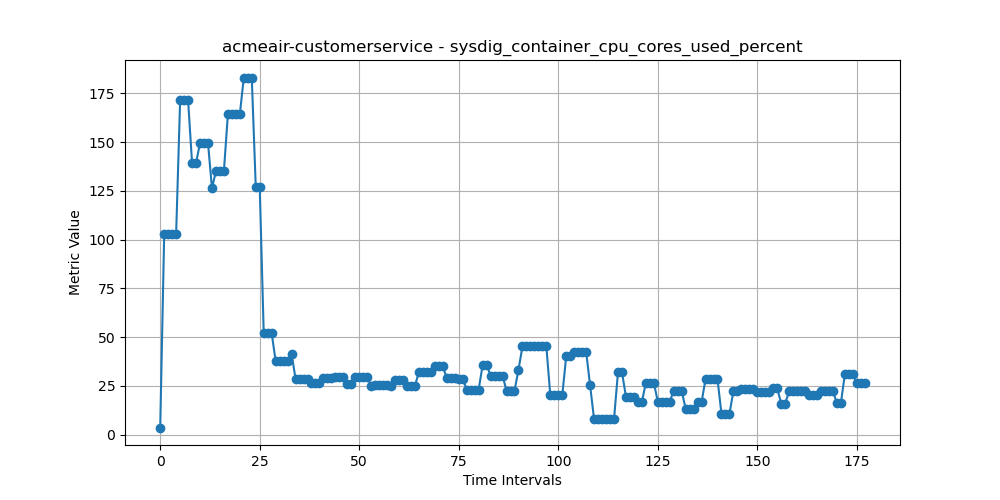 acmeair-customerservice - sysdig_container_cpu_cores_used_percent
Metric Value
175
150
125
100
75
50
25
0
0 25 50 75 100 125 150 175
Time Intervals